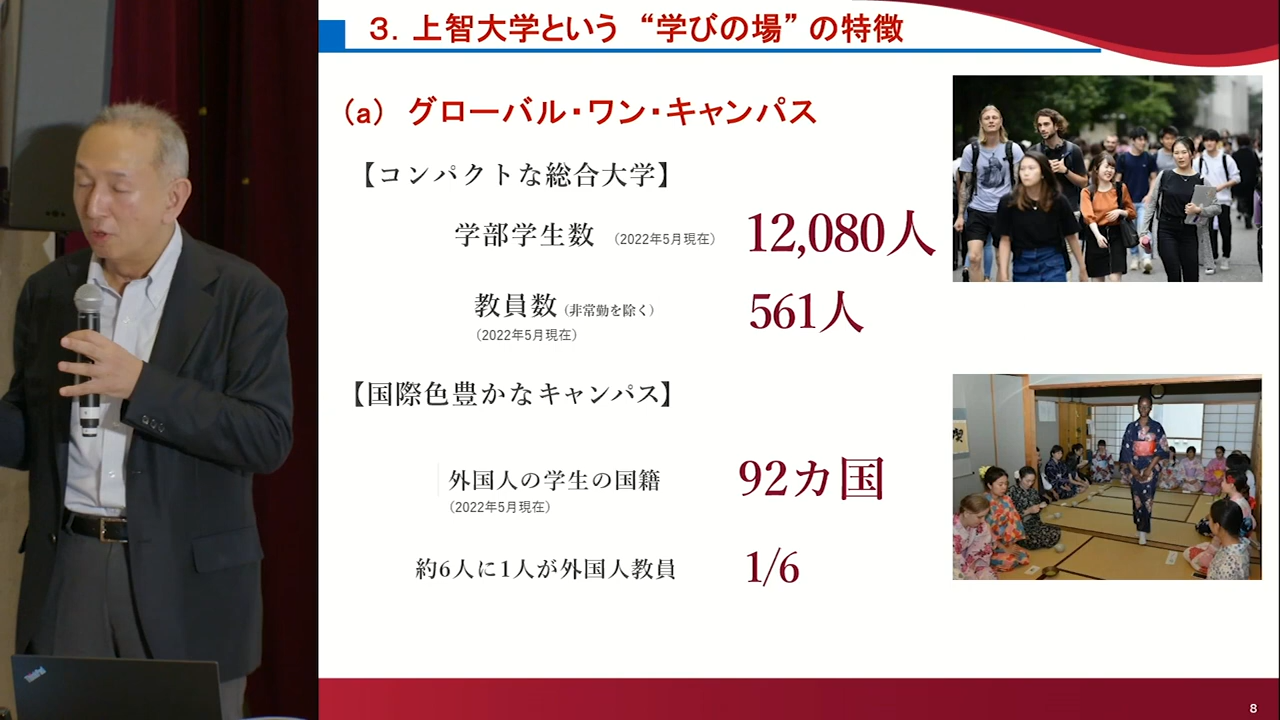 ３．上智大学という “学びの場” の特徴
(a) グローバル・ワン・キャンパス
【コンパクトな総合大学】
学部学生数 (2022年5月現在) 12,080人
教員数 (非常勤を除く) 561人
(2022年5月現在)
【国際色豊かなキャンパス】
外国人の学生の国籍 92カ国
(2022年5月現在)
約6人に1人が外国人教員 1/6
8
ThinkPad